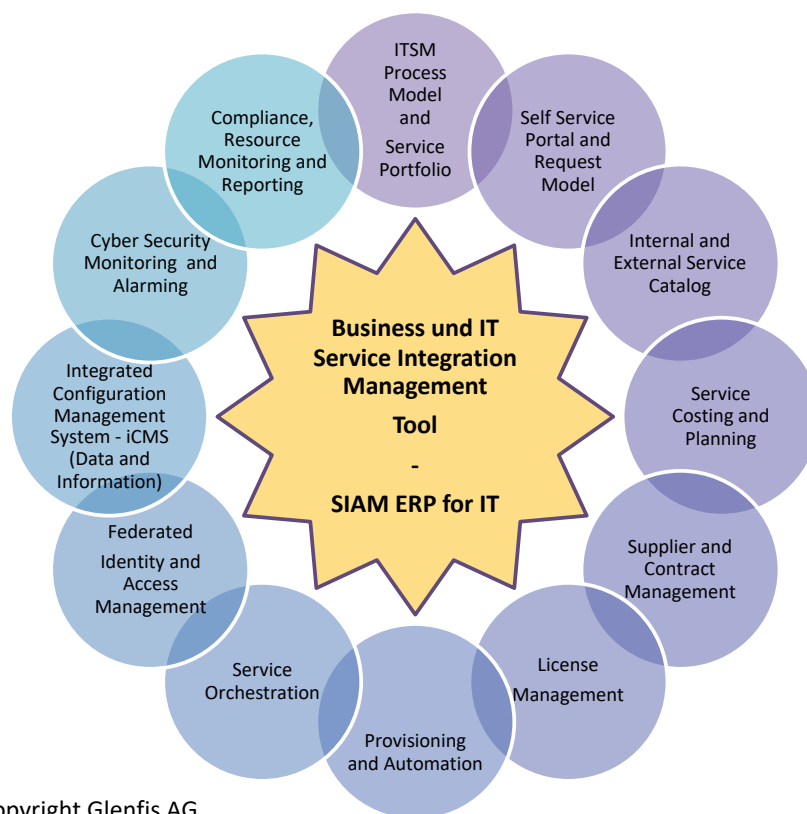 ITSM
Process
Model
and
Service
Portfolio
Self Service
Portal and
Request
Model
Internal and
External Service
Catalog
Service
Costing and
Planning
Supplier and
Contract
Management
License
Management
Provisioning
and Automation
Service
Orchestration
Federated
Identity and
Access
Management
Integrated
Configuration
Management
System - iCMS
(Data and
Information)
Cyber Security
Monitoring and
Alarming
Compliance,
Resource
Monitoring and
Reporting
Business und IT
Service Integration
Management
Tool
-
SIAM ERP for IT
opyright Glenfis AG